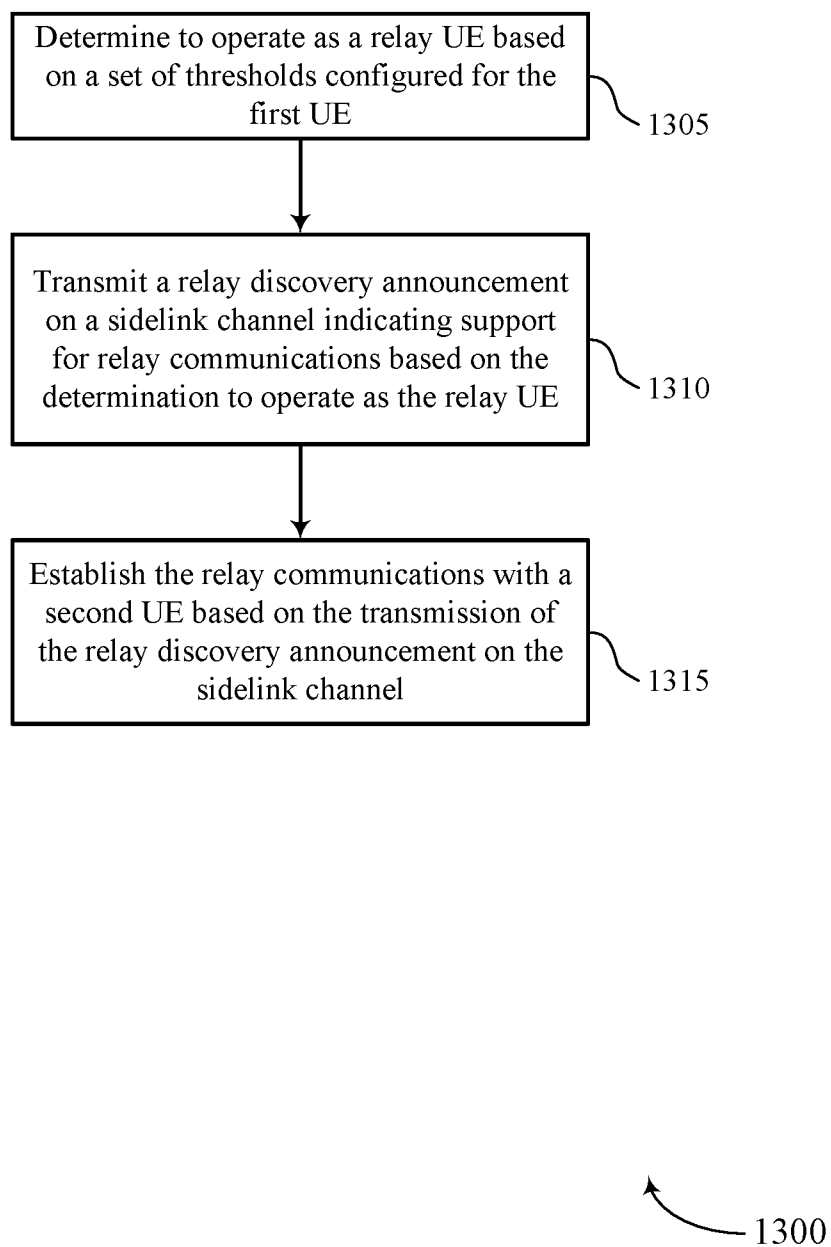 Determine to operate as a relay UE based
on a set of thresholds configured for the
first UE
1305
Transmit a relay discovery announcement
on a sidelink channel indicating support
for relay communications based on the
determination to operate as the relay UE
1310
Establish the relay communications with a
second UE based on the transmission of
the relay discovery announcement on the
sidelink channel
1315
1300